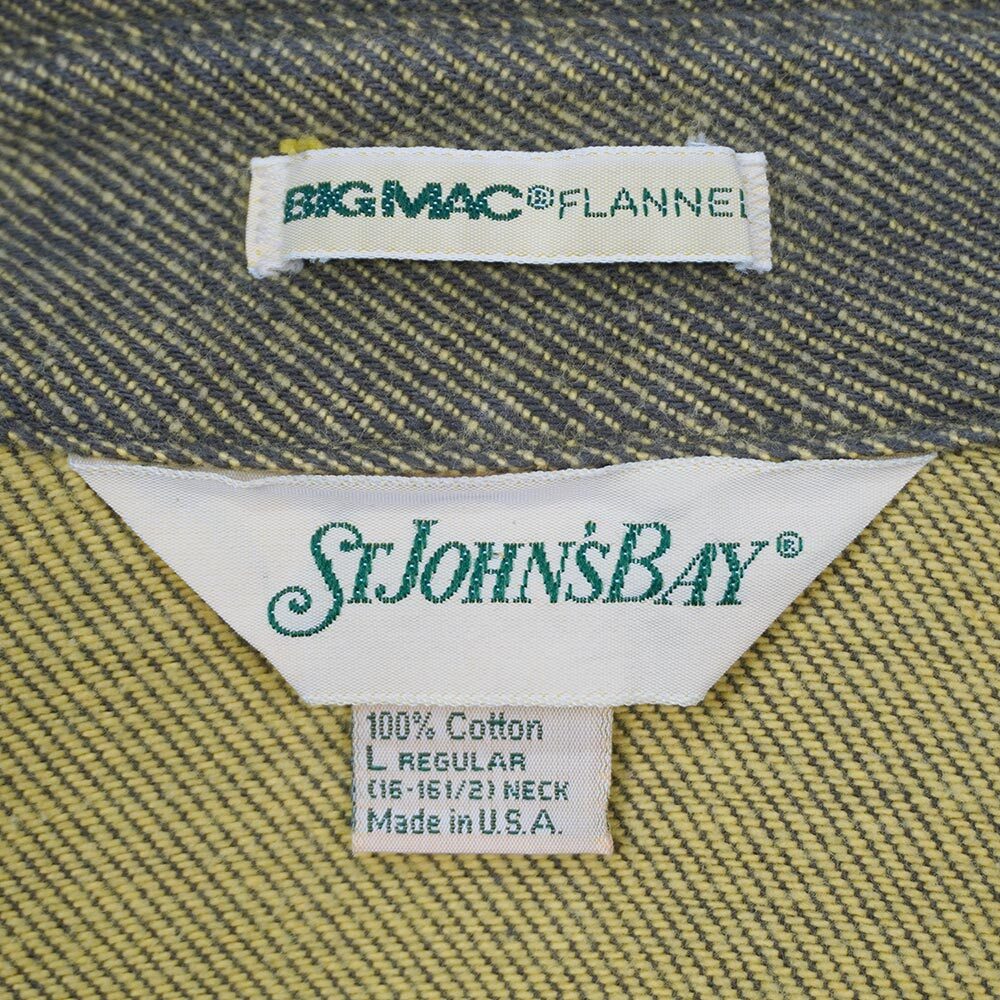 BIG MAC® FLANNEL
ST. JOHN'S BAY®
100% Cotton
L REGULAR
(16-16 1/2) NECK
Made in U.S.A.